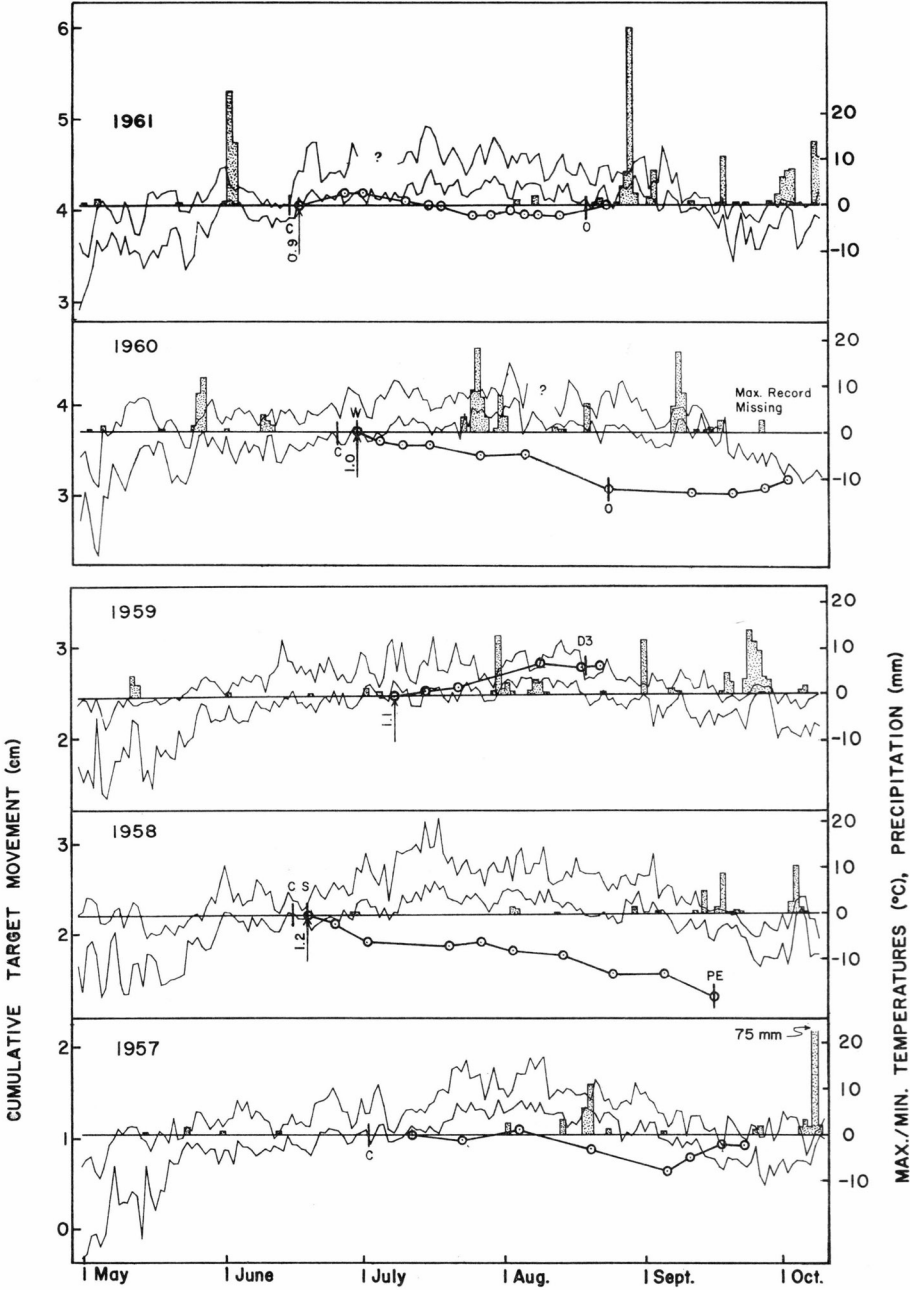 6
5
4
3
1961
?
C
0.9
O
20
10
0
-10
1960
4
3
W
C
1.0
?
O
Max. Record
Missing
20
10
0
-10
1959
3
2
1.1
D3
20
10
0
-10
1958
3
2
C S
1.2
PE
20
10
0
-10
1957
2
1
0
C
75 mm
20
10
0
-10
1 May
1 June
1 July
1 Aug.
1 Sept.
1 Oct.
CUMULATIVE TARGET MOVEMENT (cm)
MAX./MIN. TEMPERATURES (°C), PRECIPITATION (mm)